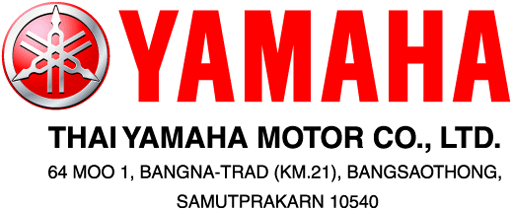 YAMAHA
THAI YAMAHA MOTOR CO., LTD.
64 MOO 1, BANGNA-TRAD (KM.21), BANGSAOTHONG,
SAMUTPRAKARN 10540